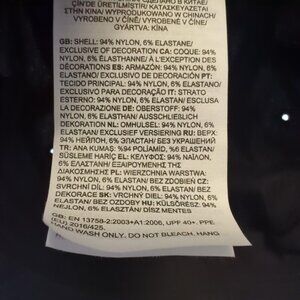 ÇİN'DE ÜRETİLMİŞTİR/ ΚΑΤΑΣΚΕΥΑΖΕΤΑΙ
ΣΤΗΝ ΚΙΝΑ WYPRODUKOWANO W CHINACH/
VYROBENO V ČÍNĚ/ VYROBENÉ V ČÍNE/
GYÁRTVA: KÍNA
GB: SHELL: 94% NYLON, 6% ELASTANE/
EXCLUSIVE OF DECORATION CA: COQUE: 94%
NYLON, 6% ÉLASTHANNE/ À L'EXCEPTION DES
DÉCORATIONS ES: ARMAZÓN: 94% NYLON, 6%
ELASTANO/ EXCLUSIVO DE DECORACIÓN PT:
TECIDO PRINCIPAL: 94% NYLON, 6% ELASTANO/
EXCLUSIVO PARA DECORAÇÃO IT: STRATO
ESTERNO: 94% NYLON, 6% ELASTAN/ ESCLUSA
LA DECORAZIONE DE: OBERSTOFF: 94%
NYLON, 6% ELASTHAN/ AUSSCHLIEßLICH
DEKORATION NL: OMHULSEL: 94% NYLON, 6%
ELASTAAN/ EXCLUSIEF VERSIERING RU: ВЕРХ:
94% НЕЙЛОН, 6% ЭЛАСТАН/ БЕЗ УКРАШЕНИЙ
TR: ANA KUMAŞ: %94 POLİAMİD, %6 ELASTAN/
SÜSLEME HARİÇ EL: ΚΕΛΥΦΟΣ: 94% ΝΑΪΛΟΝ,
6% ΕΛΑΣΤΑΝΗ/ ΕΞΑΙΡΟΥΜΕΝΗΣ ΤΗΣ
ΔΙΑΚΟΣΜΗΣΗΣ PL: WIERZCHNIA WARSTWA:
94% NYLON, 6% ELASTAN/ BEZ ZDOBIEŃ CZ:
SVRCHNÍ DÍL: 94% NYLON, 6% ELASTAN/ BEZ
DEKORACE SK: VRCHNÝ DIEL: 94% NYLON, 6%
ELASTAN/ BEZ OZDOBY HU: KÜLSŐRÉSZ: 94%
NEJLON, 6% ELASZTÁN/ DÍSZ MENTES
GB: EN 13758-2:2003+A1:2006, UPF 40+. PPE
(EU) 2016/425.
HAND WASH ONLY. DO NOT BLEACH. HANG